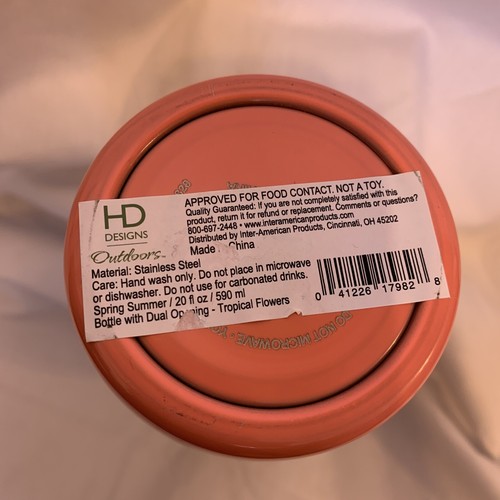 HD
DESIGNS
Outdoors™
APPROVED FOR FOOD CONTACT. NOT A TOY.
Quality Guaranteed: If you are not completely satisfied with this
product, return it for refund or replacement. Comments or questions?
800-697-2448 • www.interamericanproducts.com
Distributed by Inter-American Products, Cincinnati, OH 45202
Made China
Material: Stainless Steel
Care: Hand wash only. Do not place in microwave
or dishwasher. Do not use for carbonated drinks.
Spring Summer / 20 fl oz / 590 ml
Bottle with Dual Opening - Tropical Flowers
0 41226 17982 8
DO NOT MICROWAVE